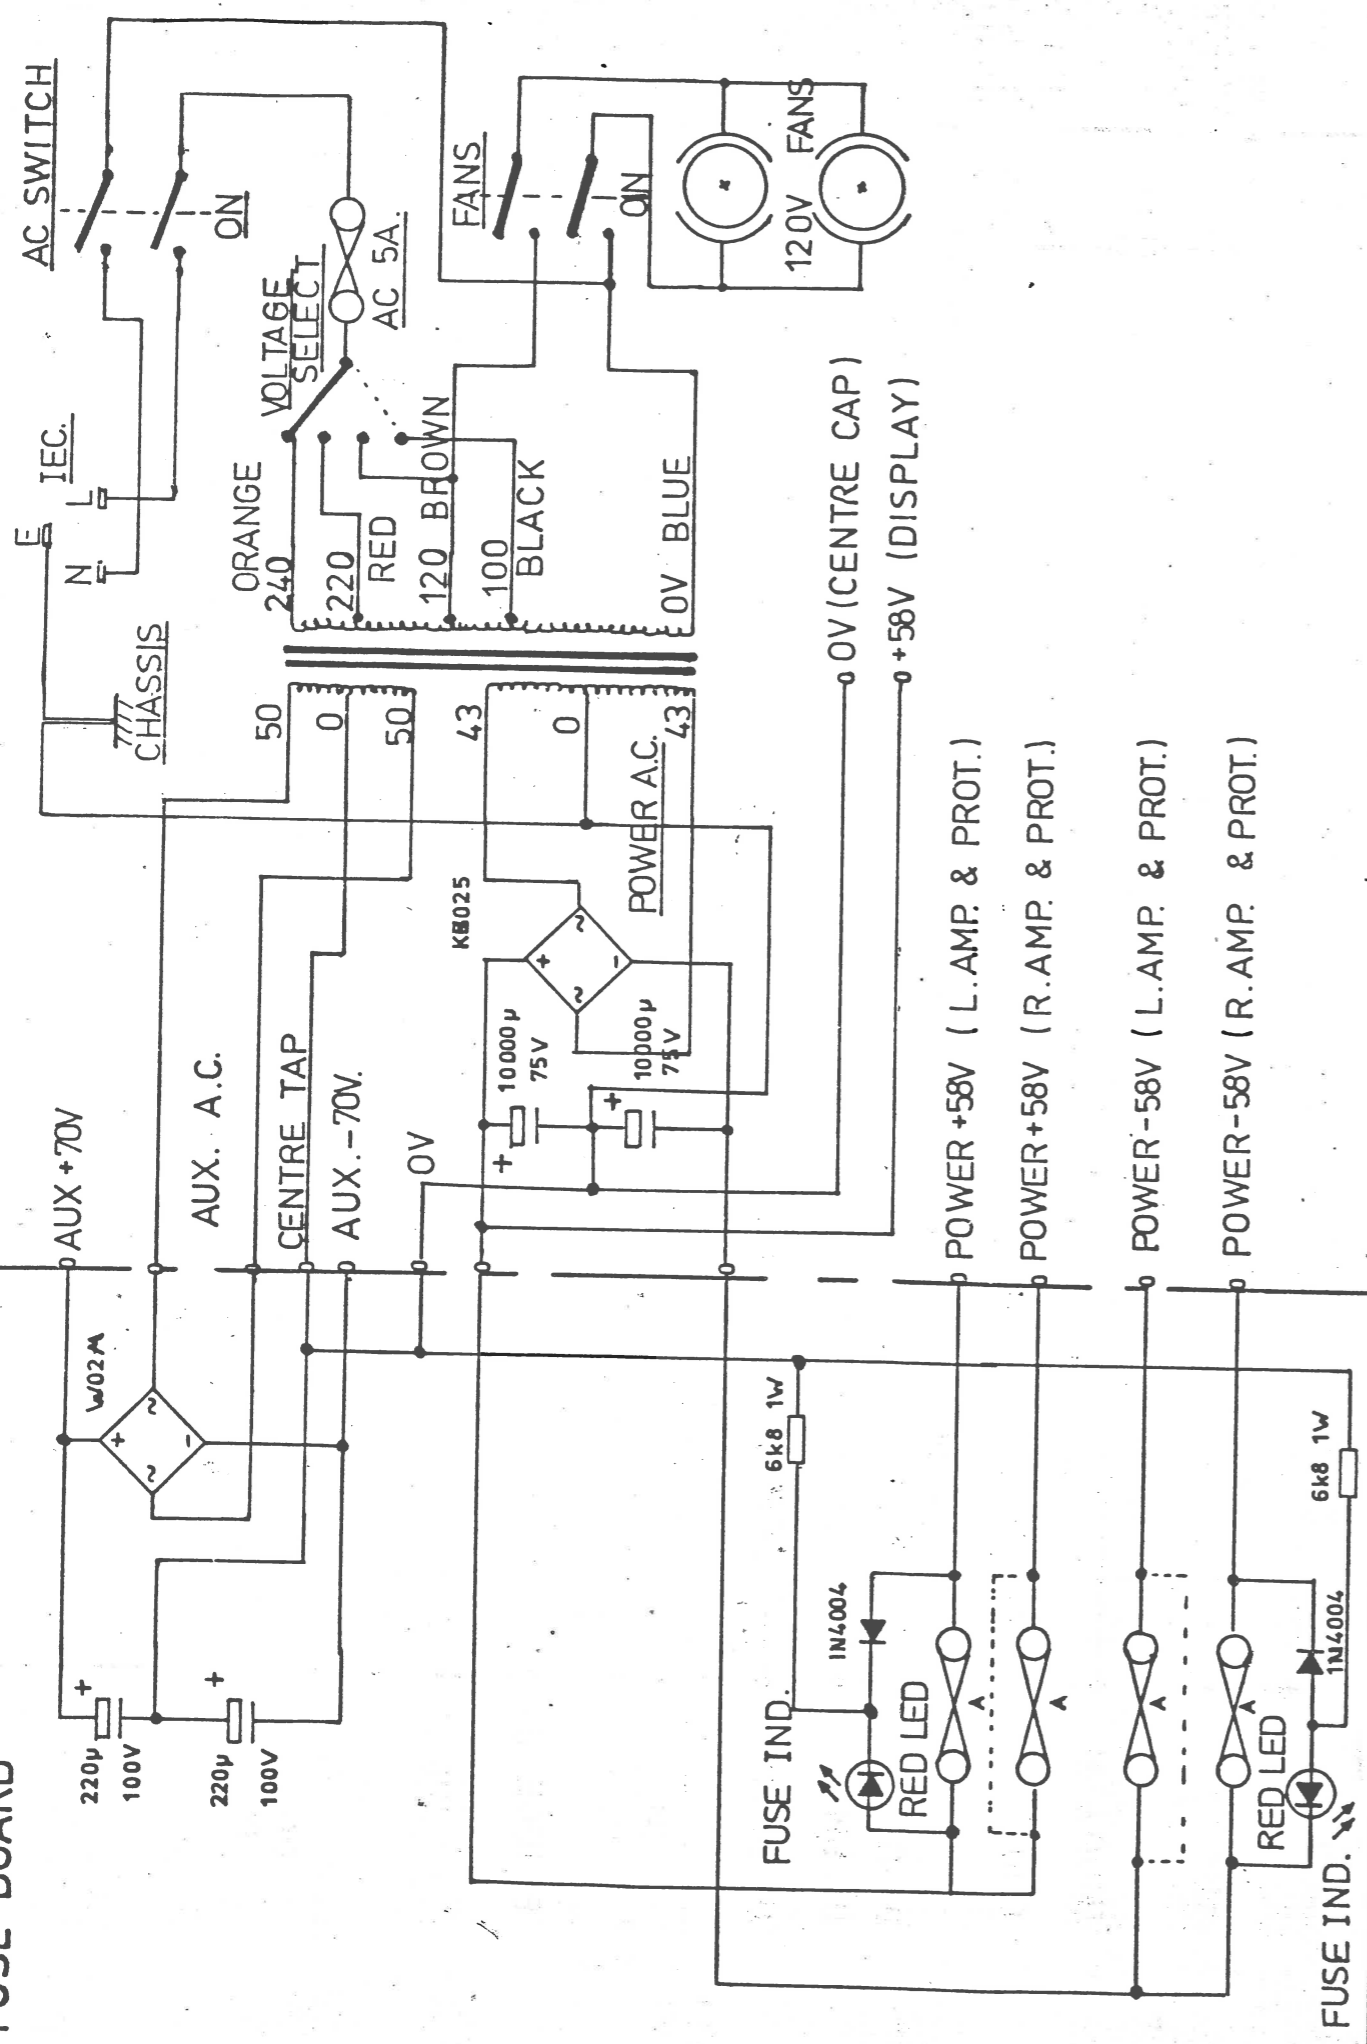 FUSE BOARD
AUX +70V
W02M
220µ
100V
+
220µ
100V
+
AUX. A.C.
CENTRE TAP
AUX.-70V.
0V
CHASSIS
E
IEC.
N
L
AC SWITCH
ON
VOLTAGE
SELECT
AC 5A.
ORANGE
240
220
RED
120 BROWN
100
BLACK
0V BLUE
50
0
50
43
0
43
POWER A.C.
10000µ
75V
+
10000µ
75V
+
FANS
ON
120V FANS
0V (CENTRE CAP)
+58V (DISPLAY)
POWER +58V (L.AMP. & PROT.)
POWER+58V (R.AMP. & PROT.)
POWER-58V (L.AMP. & PROT.)
POWER-58V (R.AMP. & PROT.)
6k8 1W
1N4004
FUSE IND.
RED LED
A
A
A
A
RED LED
1N4004
6k8 1W
FUSE IND.